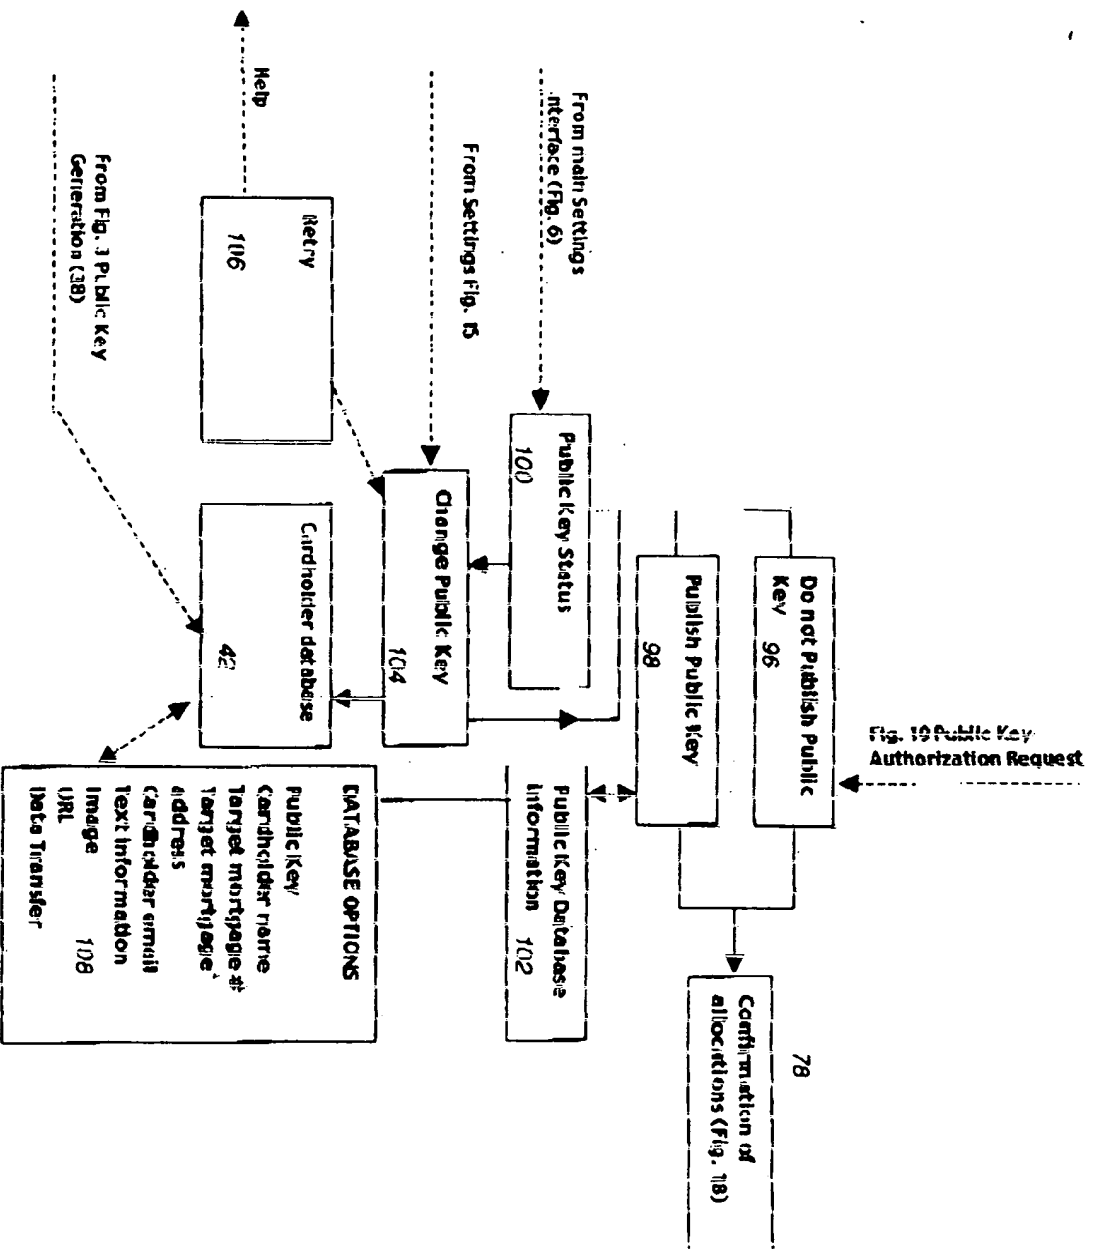 Fig. 19 Public Key
Authorization Request
Do not Publish Public
Key 96
Publish Public Key
98
Confirmation of
allocations (Fig. 18)
78
From main Settings
nterface (Fig. 6)
Public Key Status
100
Public Key Database
Information 102
From Settings Fig. 15
Change Public Key
104
Help
Retry
106
Cardholder database
42
From Fig. 3 Public Key
Generation (38)
DATABASE OPTIONS
Public Key
Cardholder name
Target mortgage #
Target mortgage
address
Cardholder email
Text information
Image 108
URL
Data Transfer